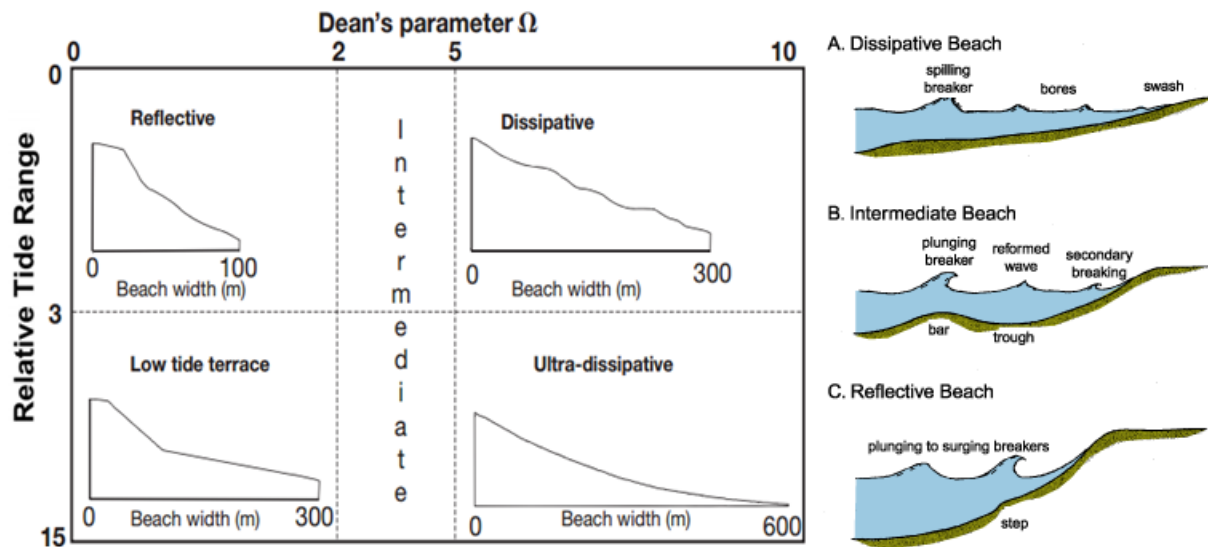 Dean's parameter Ω
0 2 5 10
Relative Tide Range
0
3
15
Reflective
0 100
Beach width (m)
Intermediate
Dissipative
0 300
Beach width (m)
Low tide terrace
0 300
Beach width (m)
Ultra-dissipative
0 600
Beach width (m)
A. Dissipative Beach
spilling
breaker
bores
swash
B. Intermediate Beach
plunging
breaker
reformed
wave
secondary
breaking
bar
trough
C. Reflective Beach
plunging to surging breakers
step